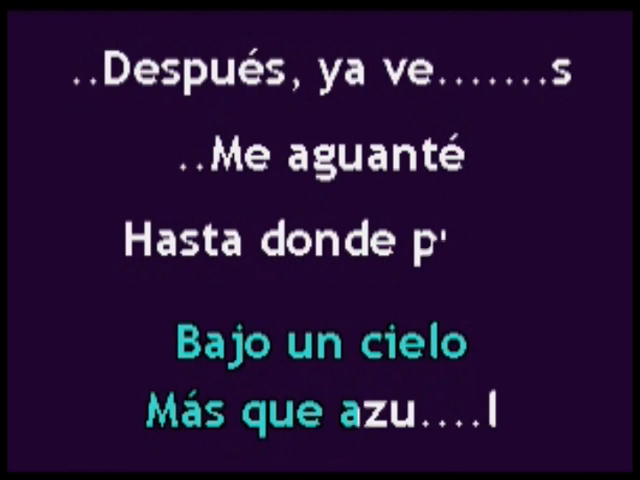 ..Después, ya ve.......s
..Me aguanté
Hasta donde p
Bajo un cielo
Más que azu....l